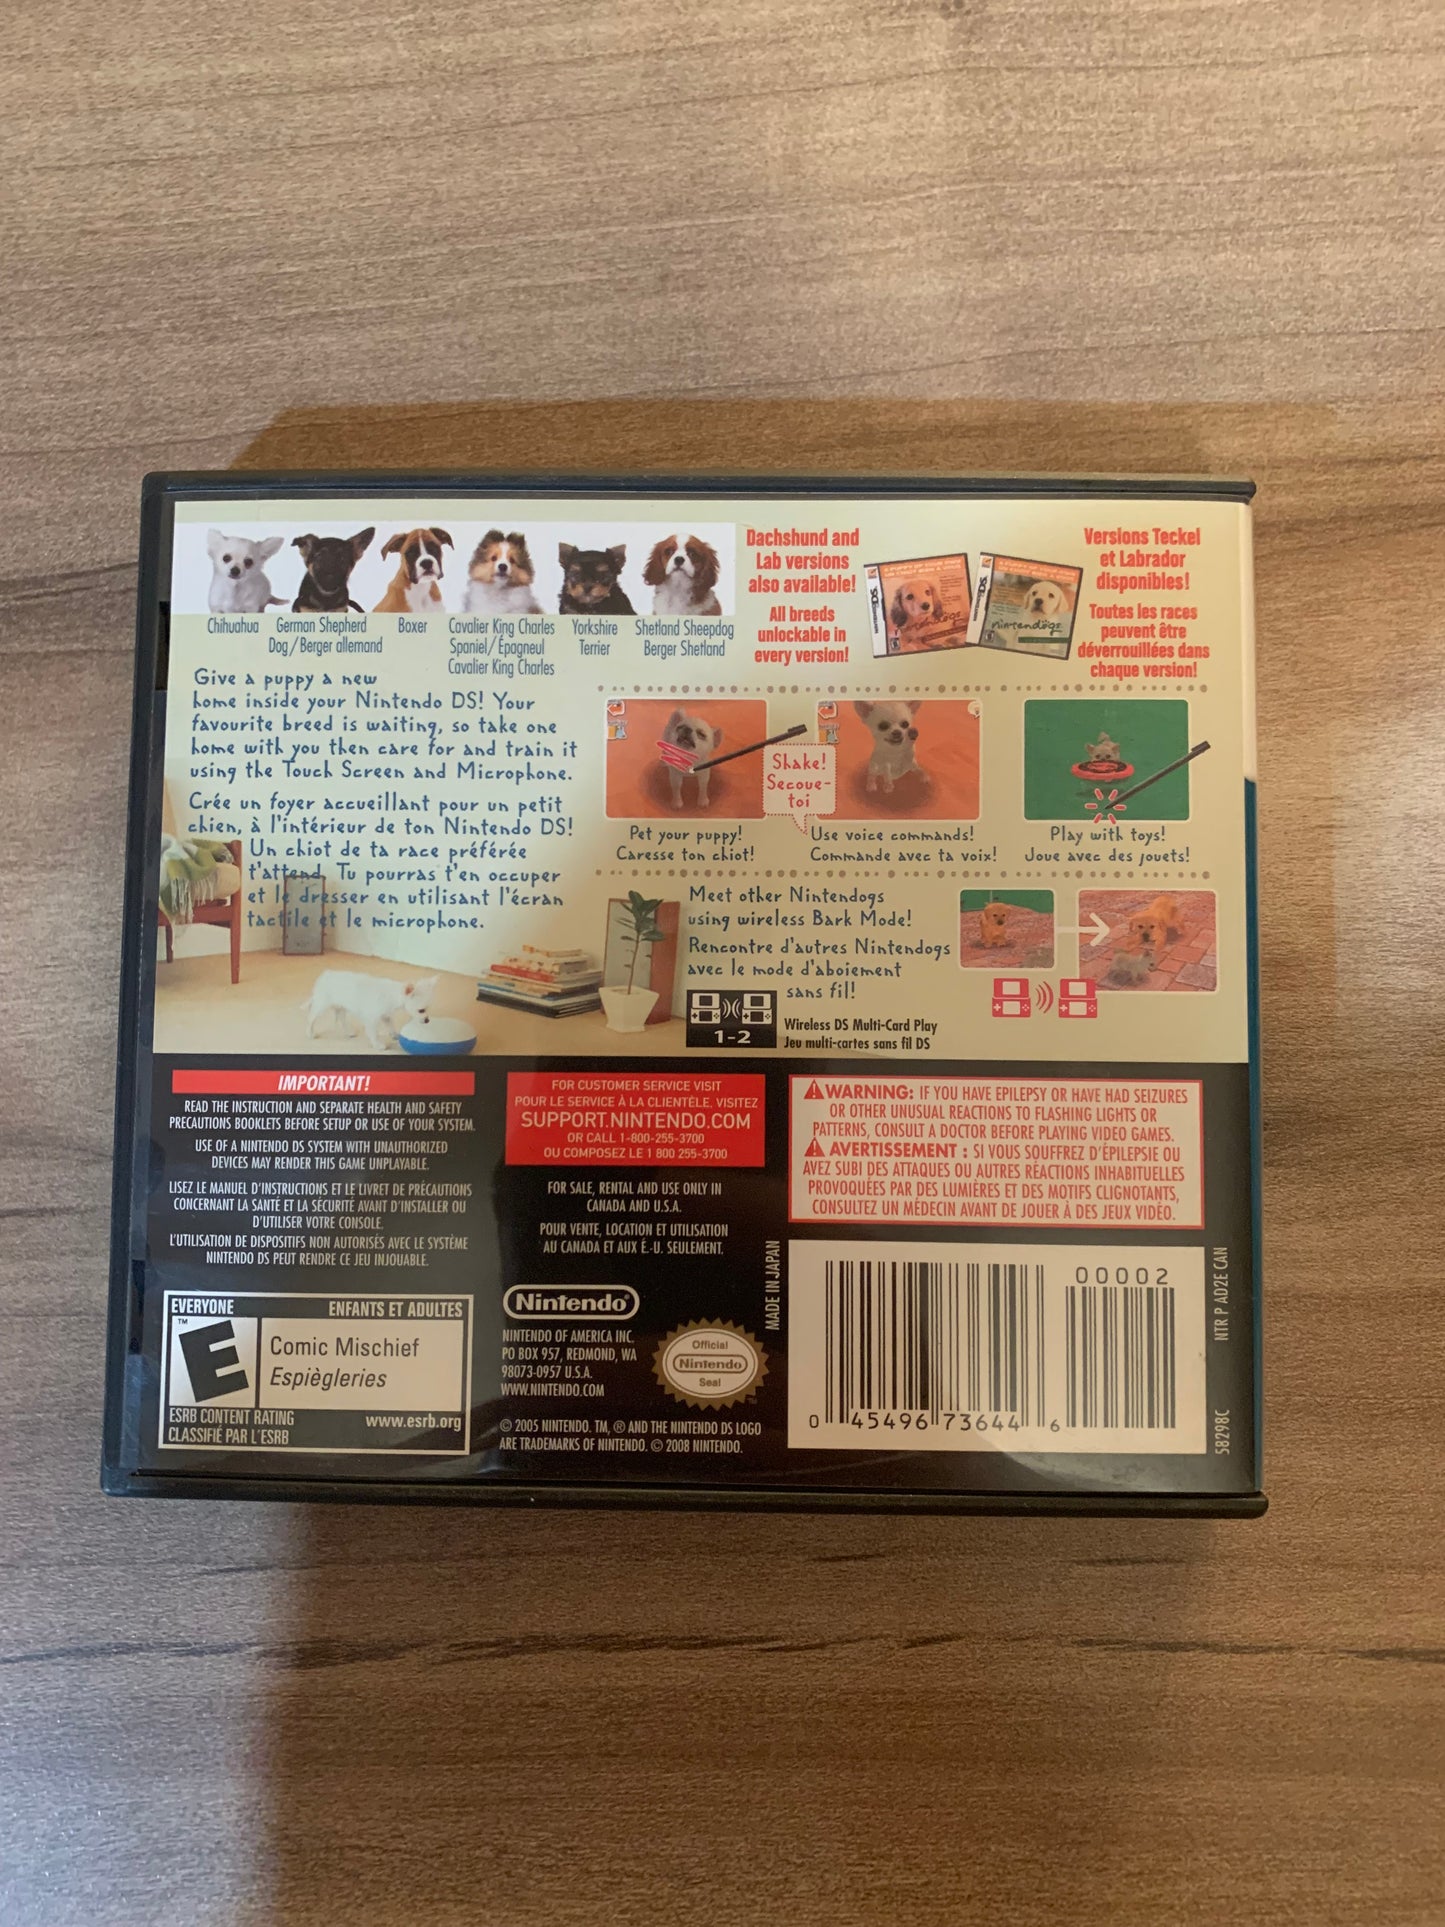 Chihuahua
German Shepherd
Dog/Berger allemand
Boxer
Cavalier King Charles
Spaniel/Épagneul
Cavalier King Charles
Yorkshire
Terrier
Shetland Sheepdog
Berger Shetland
Dachshund and
Lab versions
also available!
All breeds
unlockable in
every version!
NINTENDO DS
nintendogs
NINTENDO DS
nintendogs
Versions Teckel
et Labrador
disponibles!
Toutes les races
peuvent être
déverrouillées dans
chaque version!
Give a puppy a new
home inside your Nintendo DS! Your
favourite breed is waiting, so take one
home with you then care for and train it
using the Touch Screen and Microphone.
Crée un foyer accueillant pour un petit
chien, à l'intérieur de ton Nintendo DS!
Un chiot de ta race préférée
t'attend. Tu pourras t'en occuper
et le dresser en utilisant l'écran
tactile et le microphone.
Shake!
Secoue-
toi
Pet your puppy!
Caresse ton chiot!
Use voice commands!
Commande avec ta voix!
Play with toys!
Joue avec des jouets!
Meet other Nintendogs
using wireless Bark Mode!
Rencontre d'autres Nintendogs
avec le mode d'aboiement
sans fil!
1-2
Wireless DS Multi-Card Play
Jeu multi-cartes sans fil DS
IMPORTANT!
READ THE INSTRUCTION AND SEPARATE HEALTH AND SAFETY
PRECAUTIONS BOOKLETS BEFORE SETUP OR USE OF YOUR SYSTEM.
USE OF A NINTENDO DS SYSTEM WITH UNAUTHORIZED
DEVICES MAY RENDER THIS GAME UNPLAYABLE.
LISEZ LE MANUEL D'INSTRUCTIONS ET LE LIVRET DE PRÉCAUTIONS
CONCERNANT LA SANTÉ ET LA SÉCURITÉ AVANT D'INSTALLER OU
D'UTILISER VOTRE CONSOLE.
L'UTILISATION DE DISPOSITIFS NON AUTORISÉS AVEC LE SYSTÈME
NINTENDO DS PEUT RENDRE CE JEU INJOUABLE.
EVERYONE
ENFANTS ET ADULTES
TM
E
Comic Mischief
Espiègleries
ESRB CONTENT RATING
www.esrb.org
CLASSIFIÉ PAR L'ESRB
FOR CUSTOMER SERVICE VISIT
POUR LE SERVICE À LA CLIENTÈLE, VISITEZ
SUPPORT.NINTENDO.COM
OR CALL 1-800-255-3700
OU COMPOSEZ LE 1 800 255-3700
FOR SALE, RENTAL AND USE ONLY IN
CANADA AND U.S.A.
POUR VENTE, LOCATION ET UTILISATION
AU CANADA ET AUX É.-U. SEULEMENT.
Nintendo®
NINTENDO OF AMERICA INC.
PO BOX 957, REDMOND, WA
98073-0957 U.S.A.
WWW.NINTENDO.COM
Official
Nintendo
Seal
© 2005 NINTENDO. TM, ® AND THE NINTENDO DS LOGO
ARE TRADEMARKS OF NINTENDO. © 2008 NINTENDO.
MADE IN JAPAN
WARNING: IF YOU HAVE EPILEPSY OR HAVE HAD SEIZURES
OR OTHER UNUSUAL REACTIONS TO FLASHING LIGHTS OR
PATTERNS, CONSULT A DOCTOR BEFORE PLAYING VIDEO GAMES.
AVERTISSEMENT : SI VOUS SOUFFREZ D'ÉPILEPSIE OU
AVEZ SUBI DES ATTAQUES OU AUTRES RÉACTIONS INHABITUELLES
PROVOQUÉES PAR DES LUMIÈRES ET DES MOTIFS CLIGNOTANTS,
CONSULTEZ UN MÉDECIN AVANT DE JOUER À DES JEUX VIDÉO.
00002
0 45496 73644 6
NTR P AD2E CAN
58298C